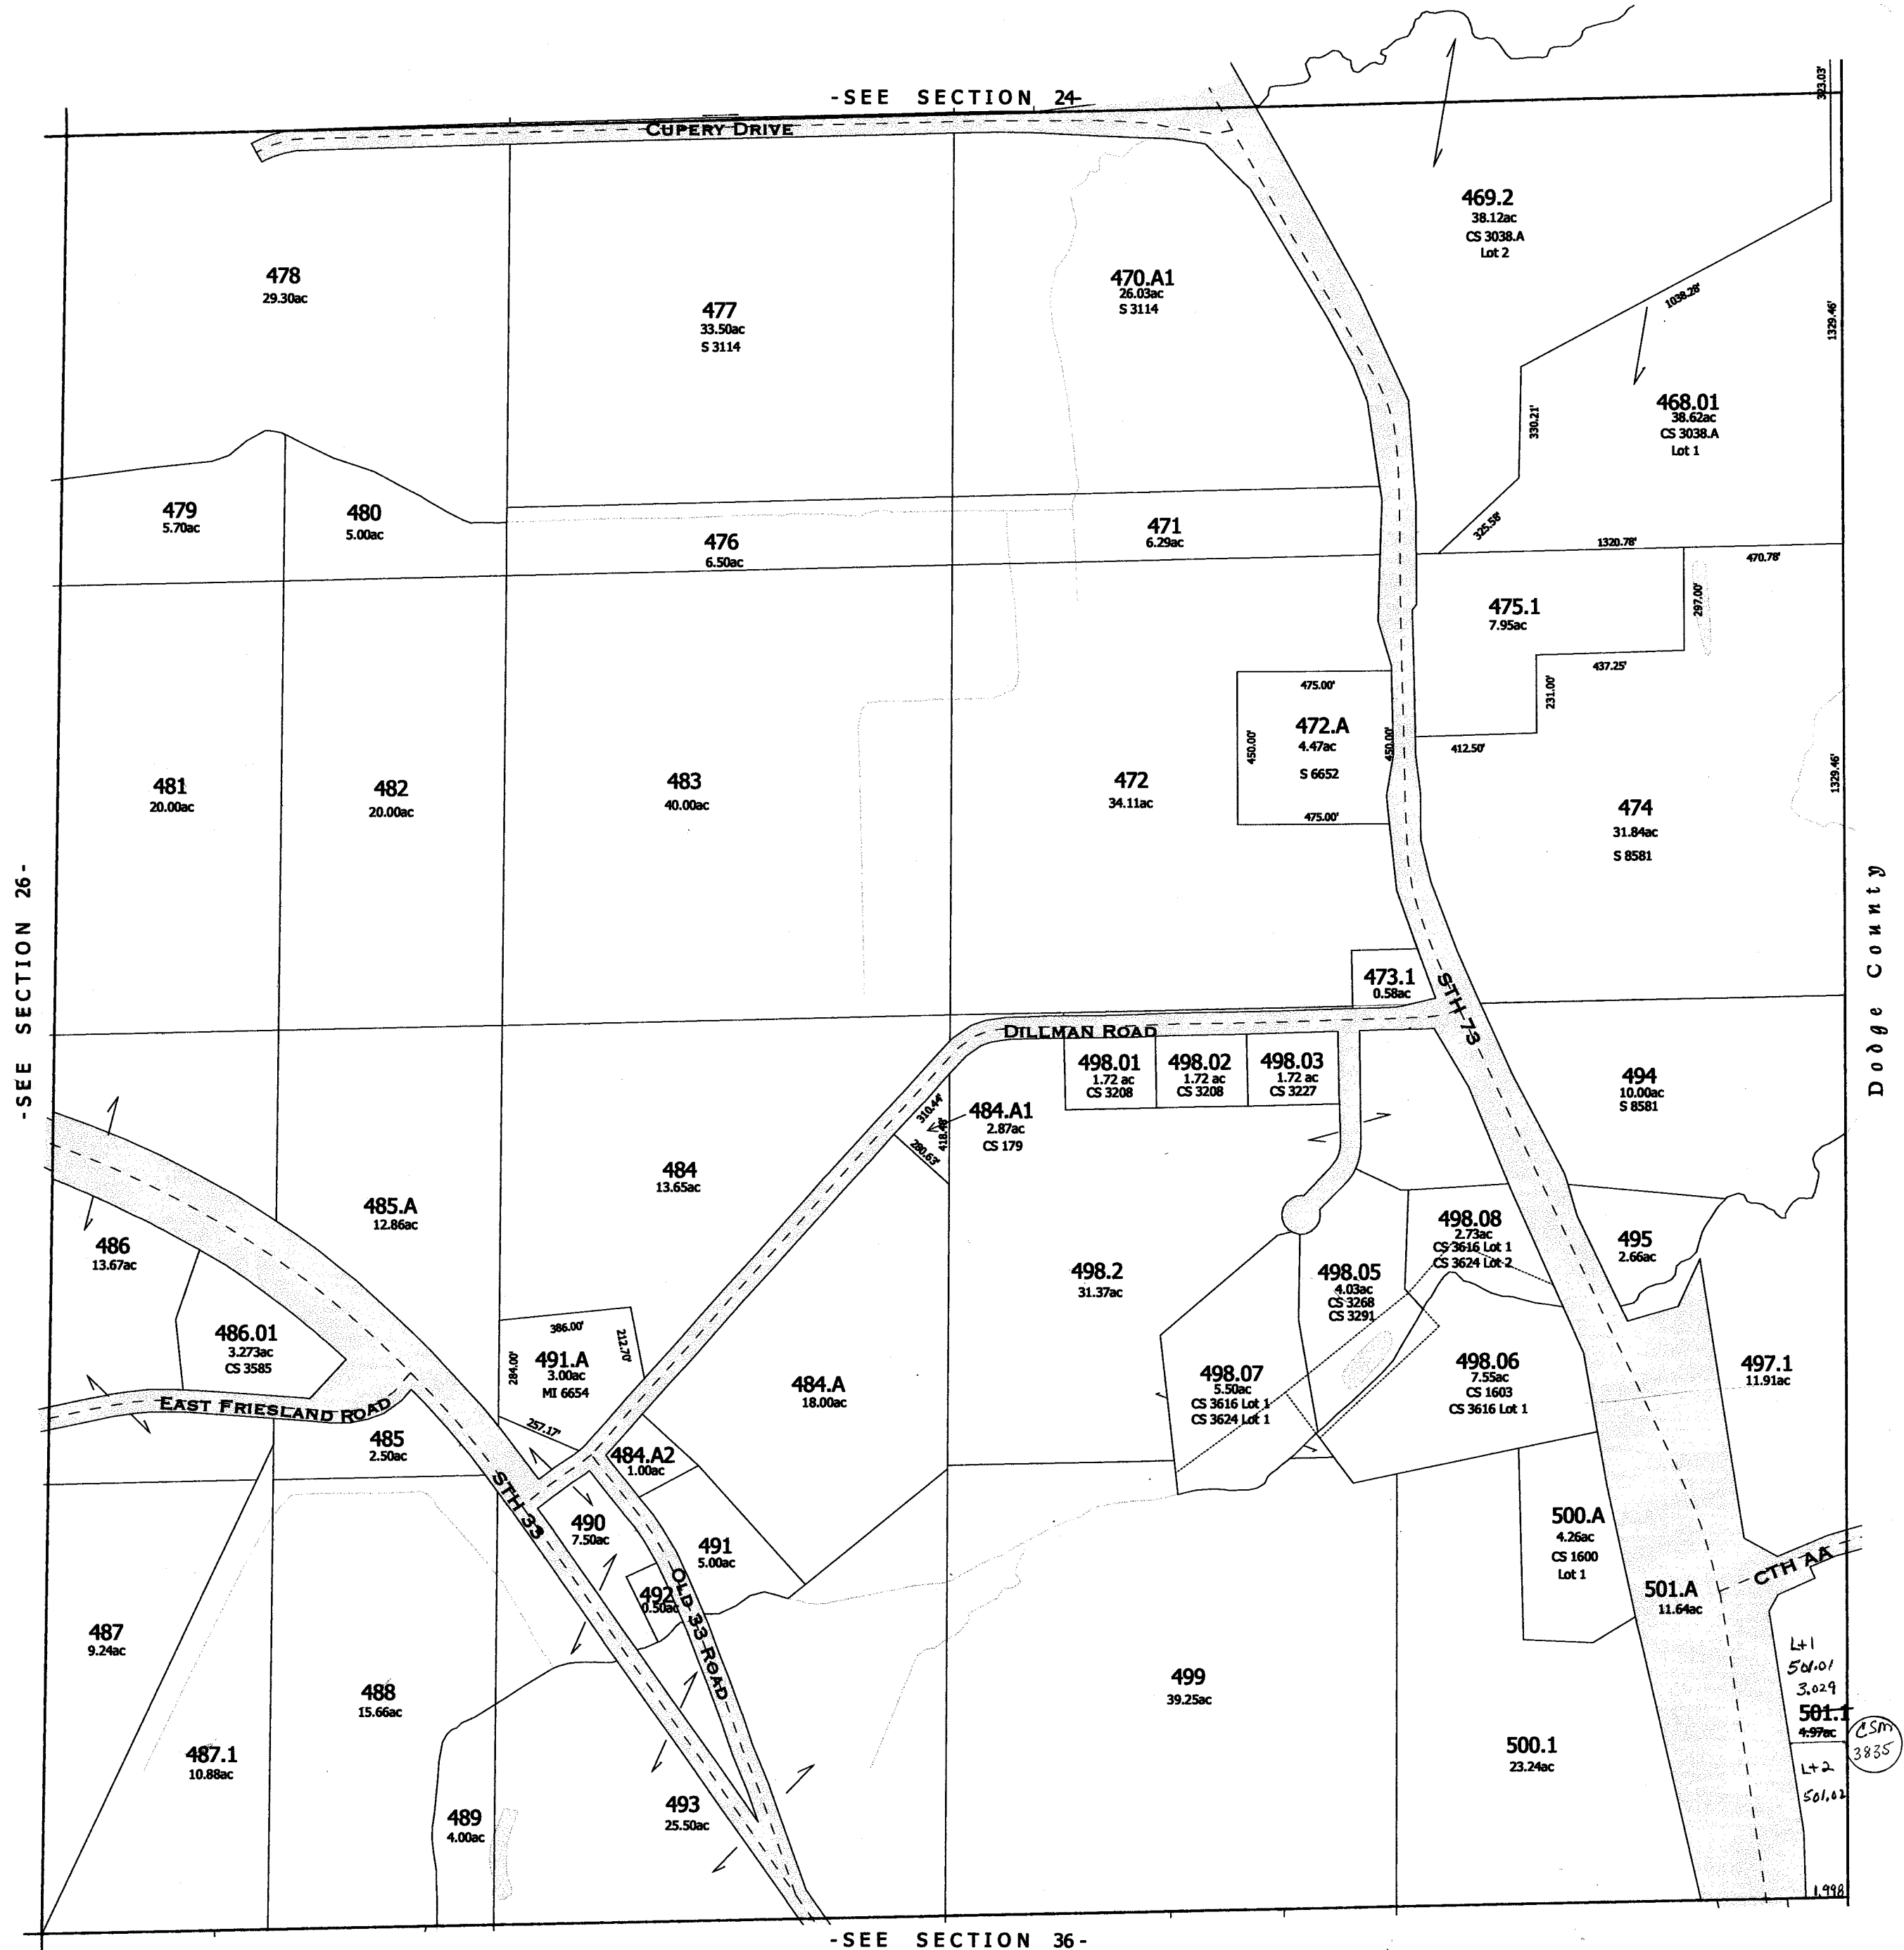 -SEE SECTION 24-
CUPERY DRIVE
323.03'
469.2
38.12ac
CS 3038.A
Lot 2
478
29.30ac
477
33.50ac
S 3114
470.A1
26.03ac
S 3114
1038.28'
1329.46'
330.21'
468.01
38.62ac
CS 3038.A
Lot 1
479
5.70ac
480
5.00ac
476
6.50ac
471
6.29ac
325.58'
1320.78'
470.78'
475.1
7.95ac
297.00'
437.25'
231.00'
412.50'
475.00'
472.A
4.47ac
S 6652
450.00'
450.00'
475.00'
481
20.00ac
482
20.00ac
483
40.00ac
472
34.11ac
474
31.84ac
S 8581
1329.46'
-SEE SECTION 26-
Dodge County
473.1
0.58ac
STH 73
DILLMAN ROAD
498.01
1.72 ac
CS 3208
498.02
1.72 ac
CS 3208
498.03
1.72 ac
CS 3227
494
10.00ac
S 8581
310.44'
418.46'
280.63'
484.A1
2.87ac
CS 179
484
13.65ac
485.A
12.86ac
486
13.67ac
498.2
31.37ac
498.08
2.73ac
CS 3616 Lot 1
CS 3624 Lot 2
495
2.66ac
498.05
4.03ac
CS 3268
CS 3291
486.01
3.273ac
CS 3585
386.00'
212.70'
284.00'
491.A
3.00ac
MI 6654
257.17'
484.A
18.00ac
498.07
5.50ac
CS 3616 Lot 1
CS 3624 Lot 1
498.06
7.55ac
CS 1603
CS 3616 Lot 1
497.1
11.91ac
EAST FRIESLAND ROAD
485
2.50ac
484.A2
1.00ac
STH 33
490
7.50ac
491
5.00ac
492
0.50ac
OLD 33 ROAD
500.A
4.26ac
CS 1600
Lot 1
501.A
11.64ac
CTH AA
487
9.24ac
488
15.66ac
487.1
10.88ac
489
4.00ac
493
25.50ac
499
39.25ac
500.1
23.24ac
L+1
501.01
3.029
501.1
4.97ac
CSM
3835
L+2
501.02
1.998
-SEE SECTION 36-